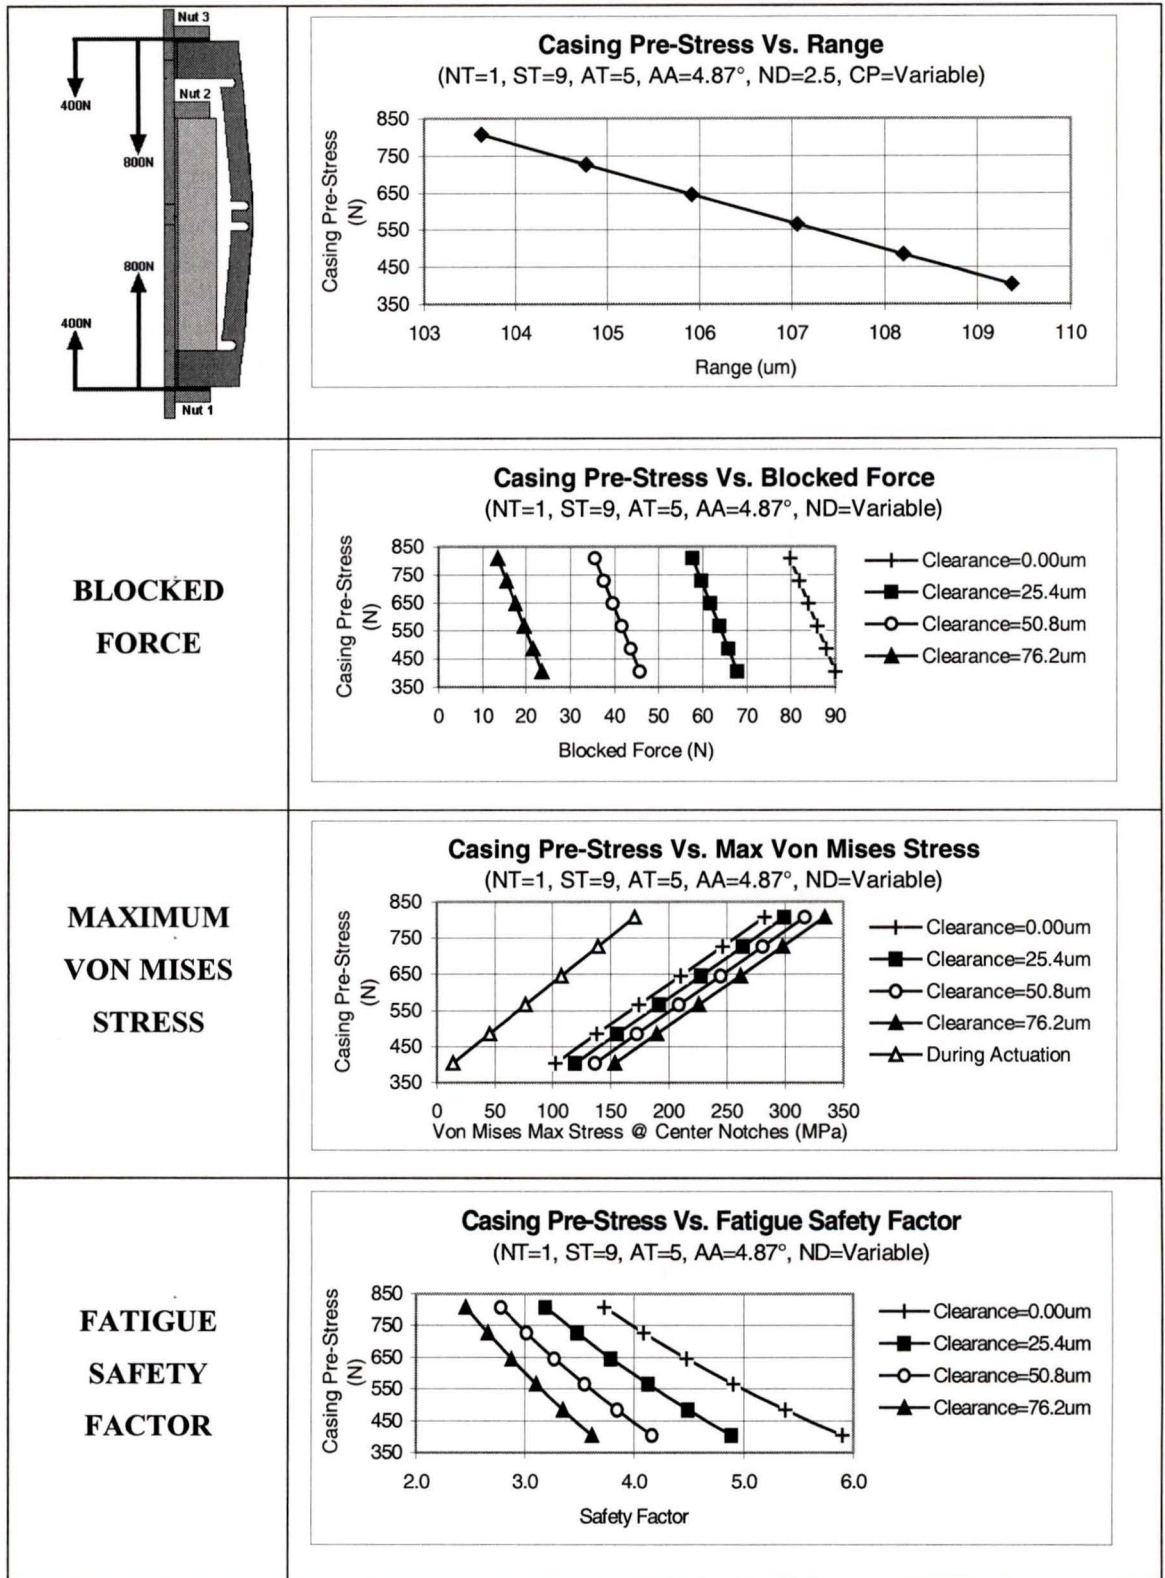 Nut 3
400N
Nut 2
800N
800N
400N
Nut 1
Casing Pre-Stress Vs. Range
(NT=1, ST=9, AT=5, AA=4.87°, ND=2.5, CP=Variable)
Casing Pre-Stress
(N)
850
750
650
550
450
350
103 104 105 106 107 108 109 110
Range (um)
BLOCKED
FORCE
Casing Pre-Stress Vs. Blocked Force
(NT=1, ST=9, AT=5, AA=4.87°, ND=Variable)
Casing Pre-Stress
(N)
850
750
650
550
450
350
0 10 20 30 40 50 60 70 80 90
Blocked Force (N)
Clearance=0.00um
Clearance=25.4um
Clearance=50.8um
Clearance=76.2um
MAXIMUM
VON MISES
STRESS
Casing Pre-Stress Vs. Max Von Mises Stress
(NT=1, ST=9, AT=5, AA=4.87°, ND=Variable)
Casing Pre-Stress
(N)
850
750
650
550
450
350
0 50 100 150 200 250 300 350
Von Mises Max Stress @ Center Notches (MPa)
Clearance=0.00um
Clearance=25.4um
Clearance=50.8um
Clearance=76.2um
During Actuation
FATIGUE
SAFETY
FACTOR
Casing Pre-Stress Vs. Fatigue Safety Factor
(NT=1, ST=9, AT=5, AA=4.87°, ND=Variable)
Casing Pre-Stress
(N)
850
750
650
550
450
350
2.0 3.0 4.0 5.0 6.0
Safety Factor
Clearance=0.00um
Clearance=25.4um
Clearance=50.8um
Clearance=76.2um